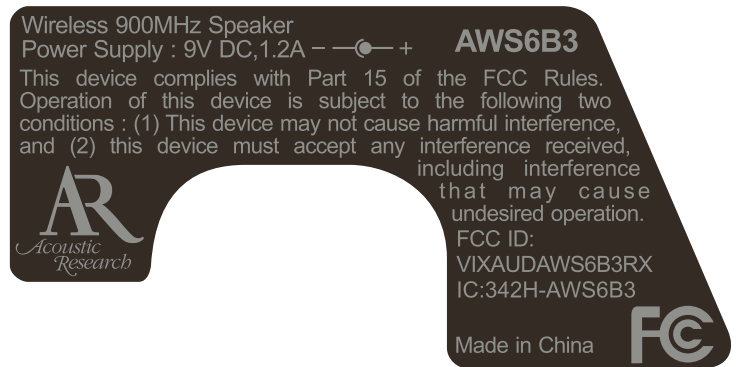 Wireless 900MHz Speaker
Power Supply : 9V DC,1.2A - +
AWS6B3
This device complies with Part 15 of the FCC Rules.
Operation of this device is subject to the following two
conditions : (1) This device may not cause harmful interference,
and (2) this device must accept any interference received,
including interference
that may cause
undesired operation.
AR
Acoustic
Research
FCC ID:
VIXAUDAWS6B3RX
IC:342H-AWS6B3
Made in China
FC